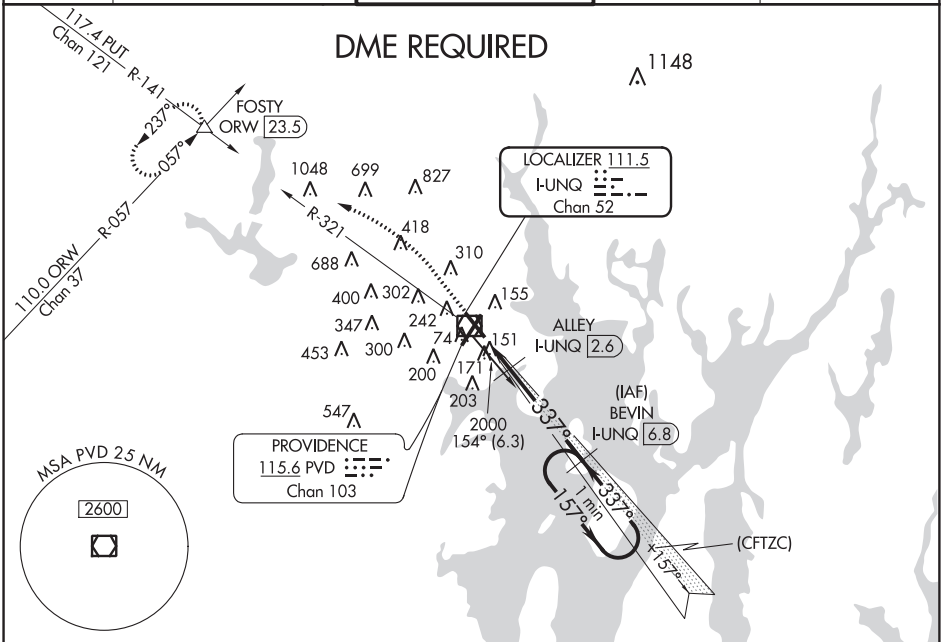 DME REQUIRED
117.4 PUT
Chan 121
R-141
1148
FOSTY
ORW 23.5
237°
057°
R-057
110.0 ORW
Chan 37
LOCALIZER 111.5
I-UNQ
Chan 52
1048
699
827
R-321
418
688
310
400
302
155
242
347
74
151
ALLEY
I-UNQ 2.6
453
300
200
171
203
337°
(IAF)
BEVIN
I-UNQ 6.8
547
2000
154° (6.3)
PROVIDENCE
115.6 PVD
Chan 103
MSA PVD 25 NM
2600
1 min
337°
157°
(CFTZC)
157°